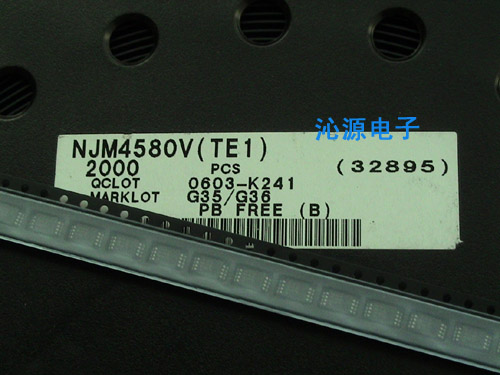 沁源电子
NJM4580V(TE1)
2000 PCS (32895)
QCLOT 0603-K241
MARKLOT G35/G36
PB FREE (B)